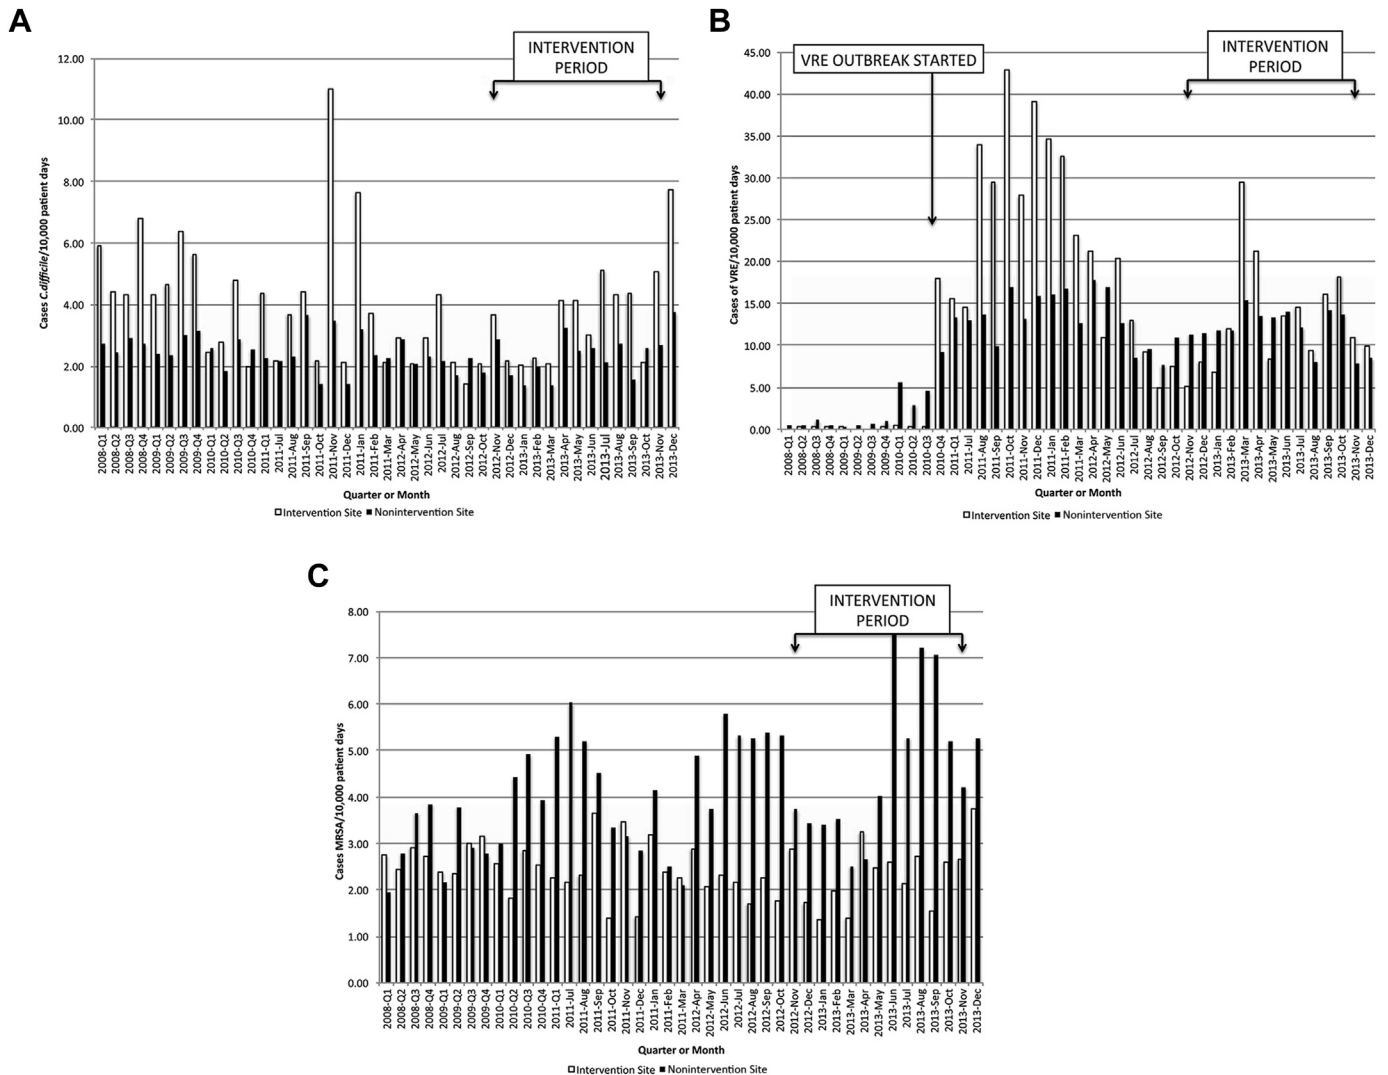 A
INTERVENTION
PERIOD
Cases C.difficile/10,000 patient days
12.00
10.00
8.00
6.00
4.00
2.00
0.00
2008-Q1
2008-Q2
2008-Q3
2008-Q4
2009-Q1
2009-Q2
2009-Q3
2009-Q4
2010-Q1
2010-Q2
2010-Q3
2010-Q4
2011-Q1
2011-Jul
2011-Aug
2011-Sep
2011-Oct
2011-Nov
2011-Dec
2011-Jan
2011-Feb
2011-Mar
2012-Apr
2012-May
2012-Jun
2012-Jul
2012-Aug
2012-Sep
2012-Oct
2012-Nov
2012-Dec
2013-Jan
2013-Feb
2013-Mar
2013-Apr
2013-May
2013-Jun
2013-Jul
2013-Aug
2013-Sep
2013-Oct
2013-Nov
2013-Dec
Quarter or Month
Intervention Site Nonintervention Site
B
VRE OUTBREAK STARTED
INTERVENTION
PERIOD
Cases of VRE/10,000 patient days
45.00
40.00
35.00
30.00
25.00
20.00
15.00
10.00
5.00
0.00
2008-Q1
2008-Q2
2008-Q3
2008-Q4
2009-Q1
2009-Q2
2009-Q3
2009-Q4
2010-Q1
2010-Q2
2010-Q3
2010-Q4
2011-Q1
2011-Jul
2011-Aug
2011-Sep
2011-Oct
2011-Nov
2011-Dec
2011-Jan
2011-Feb
2011-Mar
2012-Apr
2012-May
2012-Jun
2012-Jul
2012-Aug
2012-Sep
2012-Oct
2012-Nov
2012-Dec
2013-Jan
2013-Feb
2013-Mar
2013-Apr
2013-May
2013-Jun
2013-Jul
2013-Aug
2013-Sep
2013-Oct
2013-Nov
2013-Dec
Quarter or Month
Intervention Site Nonintervention Site
C
INTERVENTION
PERIOD
Cases MRSA/10,000 patient days
8.00
7.00
6.00
5.00
4.00
3.00
2.00
1.00
0.00
2008-Q1
2008-Q2
2008-Q3
2008-Q4
2009-Q1
2009-Q2
2009-Q3
2009-Q4
2010-Q1
2010-Q2
2010-Q3
2010-Q4
2011-Q1
2011-Jul
2011-Aug
2011-Sep
2011-Oct
2011-Nov
2011-Dec
2011-Jan
2011-Feb
2011-Mar
2012-Apr
2012-May
2012-Jun
2012-Jul
2012-Aug
2012-Sep
2012-Oct
2012-Nov
2012-Dec
2013-Jan
2013-Feb
2013-Mar
2013-Apr
2013-May
2013-Jun
2013-Jul
2013-Aug
2013-Sep
2013-Oct
2013-Nov
2013-Dec
Quarter or Month
Intervention Site Nonintervention Site